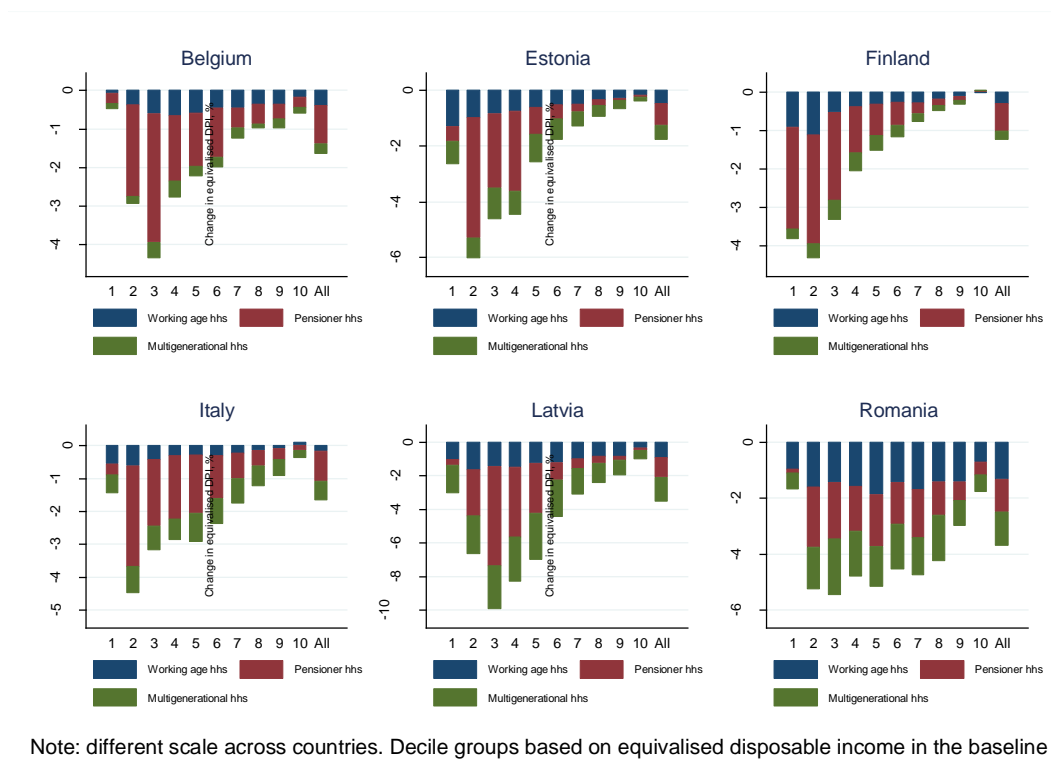 Belgium
Estonia
Finland
0
-1
-2
-3
-4
Change in equivalised DPI, %
1 2 3 4 5 6 7 8 9 10 All
Working age hhs
Pensioner hhs
Multigenerational hhs
0
-2
-4
-6
Change in equivalised DPI, %
1 2 3 4 5 6 7 8 9 10 All
Working age hhs
Pensioner hhs
Multigenerational hhs
0
-1
-2
-3
-4
1 2 3 4 5 6 7 8 9 10 All
Working age hhs
Pensioner hhs
Multigenerational hhs
Italy
Latvia
Romania
0
-1
-2
-3
-4
-5
Change in equivalised DPI, %
1 2 3 4 5 6 7 8 9 10 All
Working age hhs
Pensioner hhs
Multigenerational hhs
0
-2
-4
-6
-8
-10
Change in equivalised DPI, %
1 2 3 4 5 6 7 8 9 10 All
Working age hhs
Pensioner hhs
Multigenerational hhs
0
-2
-4
-6
1 2 3 4 5 6 7 8 9 10 All
Working age hhs
Pensioner hhs
Multigenerational hhs
Note: different scale across countries. Decile groups based on equivalised disposable income in the baseline